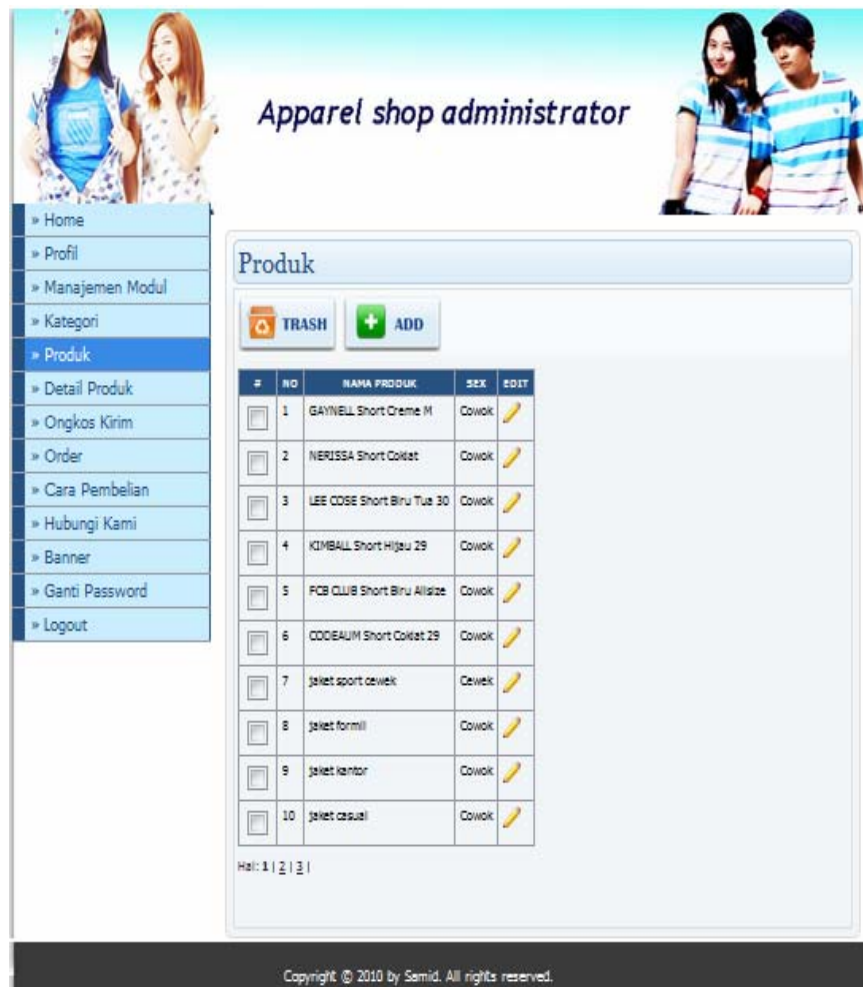 Apparel shop administrator
» Home
» Profil
» Manajemen Modul
» Kategori
» Produk
» Detail Produk
» Ongkos Kirim
» Order
» Cara Pembelian
» Hubungi Kami
» Banner
» Ganti Password
» Logout
Produk
TRASH ADD
# NO NAMA PRODUK SEX EDIT
1 GAYNELL Short Creme M Cowok
2 NERISSA Short Coklat Cowok
3 LEE COSE Short Biru Tua 30 Cowok
4 KIMBALL Short Hijau 29 Cowok
5 FCB CLUB Short Biru Allsize Cowok
6 CODEAUM Short Coklat 29 Cowok
7 jaket sport cewek Cewek
8 jaket formil Cowok
9 jaket kantor Cowok
10 jaket casual Cowok
Hal: 1 | 2 | 3 |
Copyright © 2010 by Samid. All rights reserved.